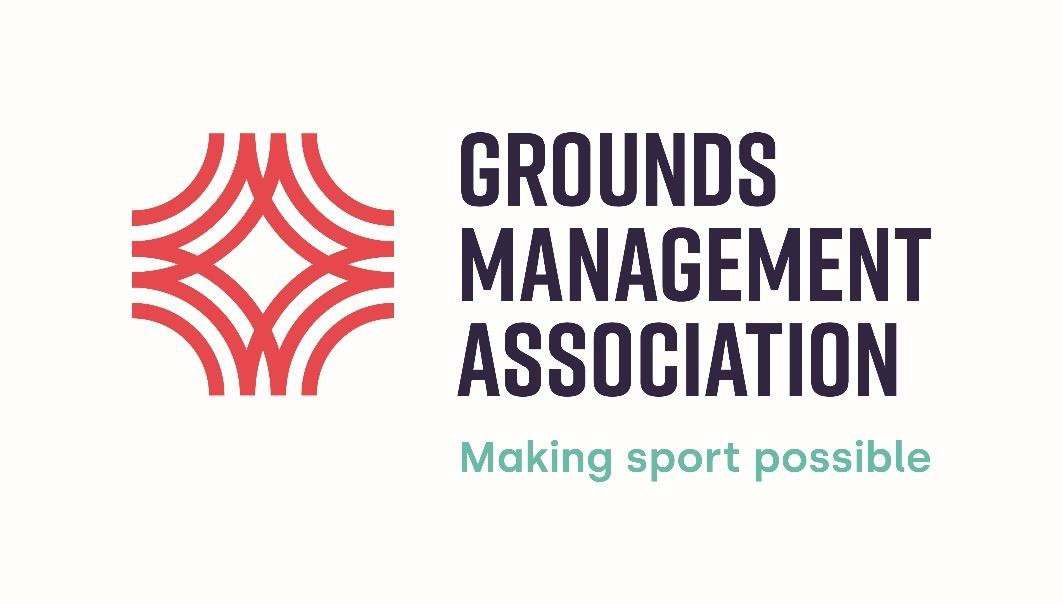 GROUNDS
MANAGEMENT
ASSOCIATION
Making sport possible